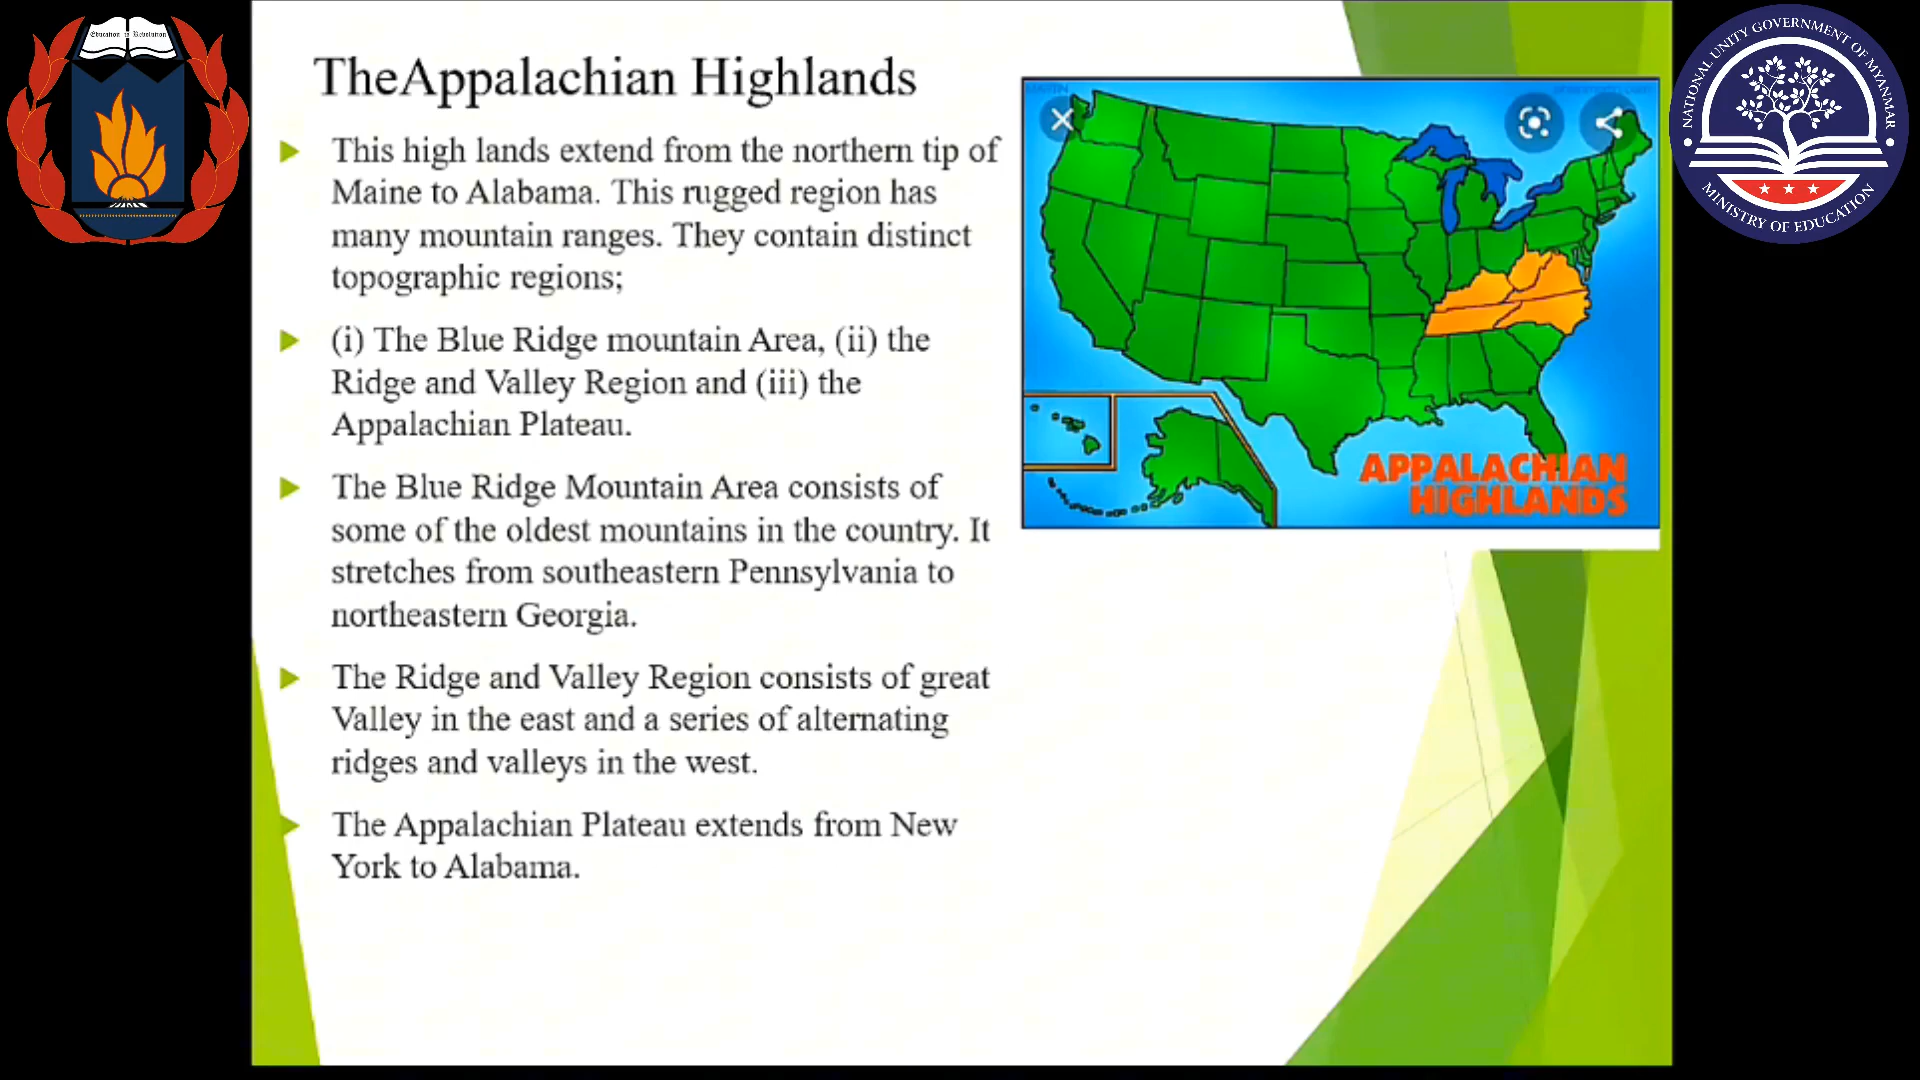 Education in Revolution
TheAppalachian Highlands
This high lands extend from the northern tip of
Maine to Alabama. This rugged region has
many mountain ranges. They contain distinct
topographic regions;
(i) The Blue Ridge mountain Area, (ii) the
Ridge and Valley Region and (iii) the
Appalachian Plateau.
The Blue Ridge Mountain Area consists of
some of the oldest mountains in the country. It
stretches from southeastern Pennsylvania to
northeastern Georgia.
The Ridge and Valley Region consists of great
Valley in the east and a series of alternating
ridges and valleys in the west.
The Appalachian Plateau extends from New
York to Alabama.
MARTIN
APPALACHIAN
HIGHLANDS
NATIONAL UNITY GOVERNMENT OF MYANMAR
MINISTRY OF EDUCATION